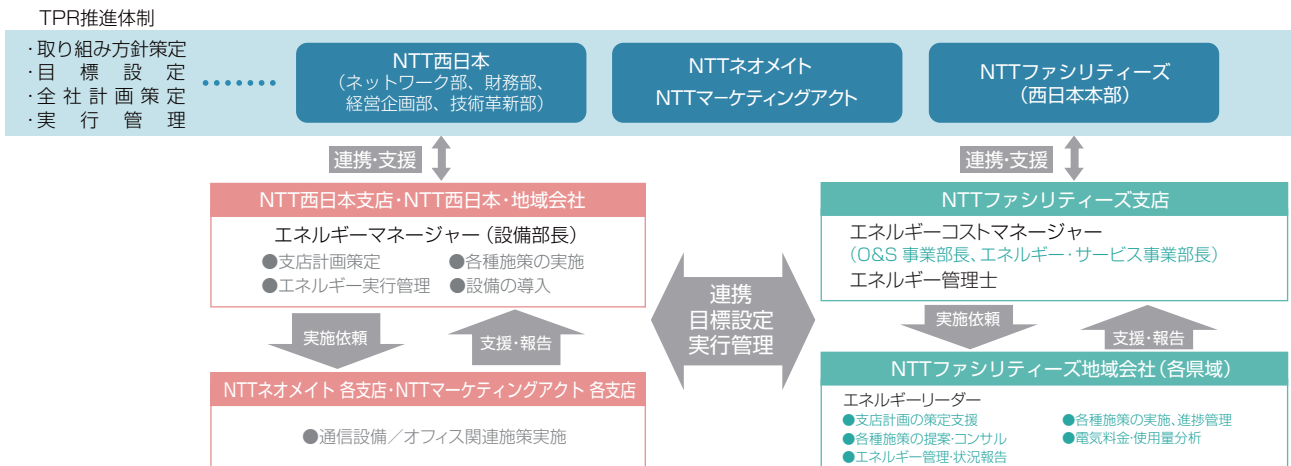 TPR推進体制
・取り組み方針策定
・目標設定
・全社計画策定
・実行管理
NTT西日本
(ネットワーク部、財務部、
経営企画部、技術革新部)
NTTネオメイト
NTTマーケティングアクト
NTTファシリティーズ
(西日本本部)
連携・支援
連携・支援
NTT西日本支店・NTT西日本・地域会社
エネルギーマネージャー(設備部長)
●支店計画策定 ●各種施策の実施
●エネルギー実行管理 ●設備の導入
実施依頼
支援・報告
NTTネオメイト 各支店・NTTマーケティングアクト 各支店
●通信設備/オフィス関連施策実施
連携
目標設定
実行管理
NTTファシリティーズ支店
エネルギーコストマネージャー
(O&S 事業部長、エネルギー・サービス事業部長)
エネルギー管理士
実施依頼
支援・報告
NTTファシリティーズ地域会社(各県域)
エネルギーリーダー
●支店計画の策定支援 ●各種施策の実施、進捗管理
●各種施策の提案・コンサル ●電気料金・使用量分析
●エネルギー管理・状況報告